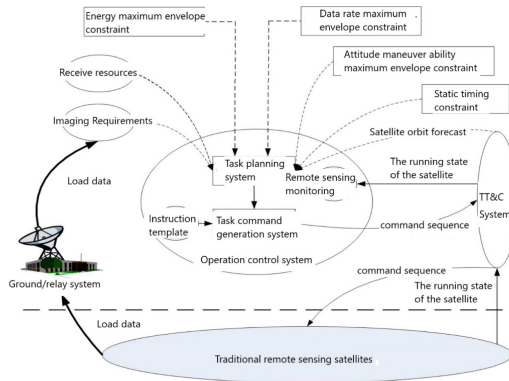 Energy maximum envelope
constraint
Data rate maximum
envelope constraint
Attitude maneuver ability
maximum envelope constraint
Receive resources
Static timing
constraint
Imaging Requirements
Satellite orbit forecast
Task planning
system
Remote sensing
monitoring
The running state
of the satellite
Load data
TT&C
System
Instruction
template
Task command
generation system
command sequence
Operation control system
Ground/relay system
command sequence
The running state
of the satellite
Load data
Traditional remote sensing satellites